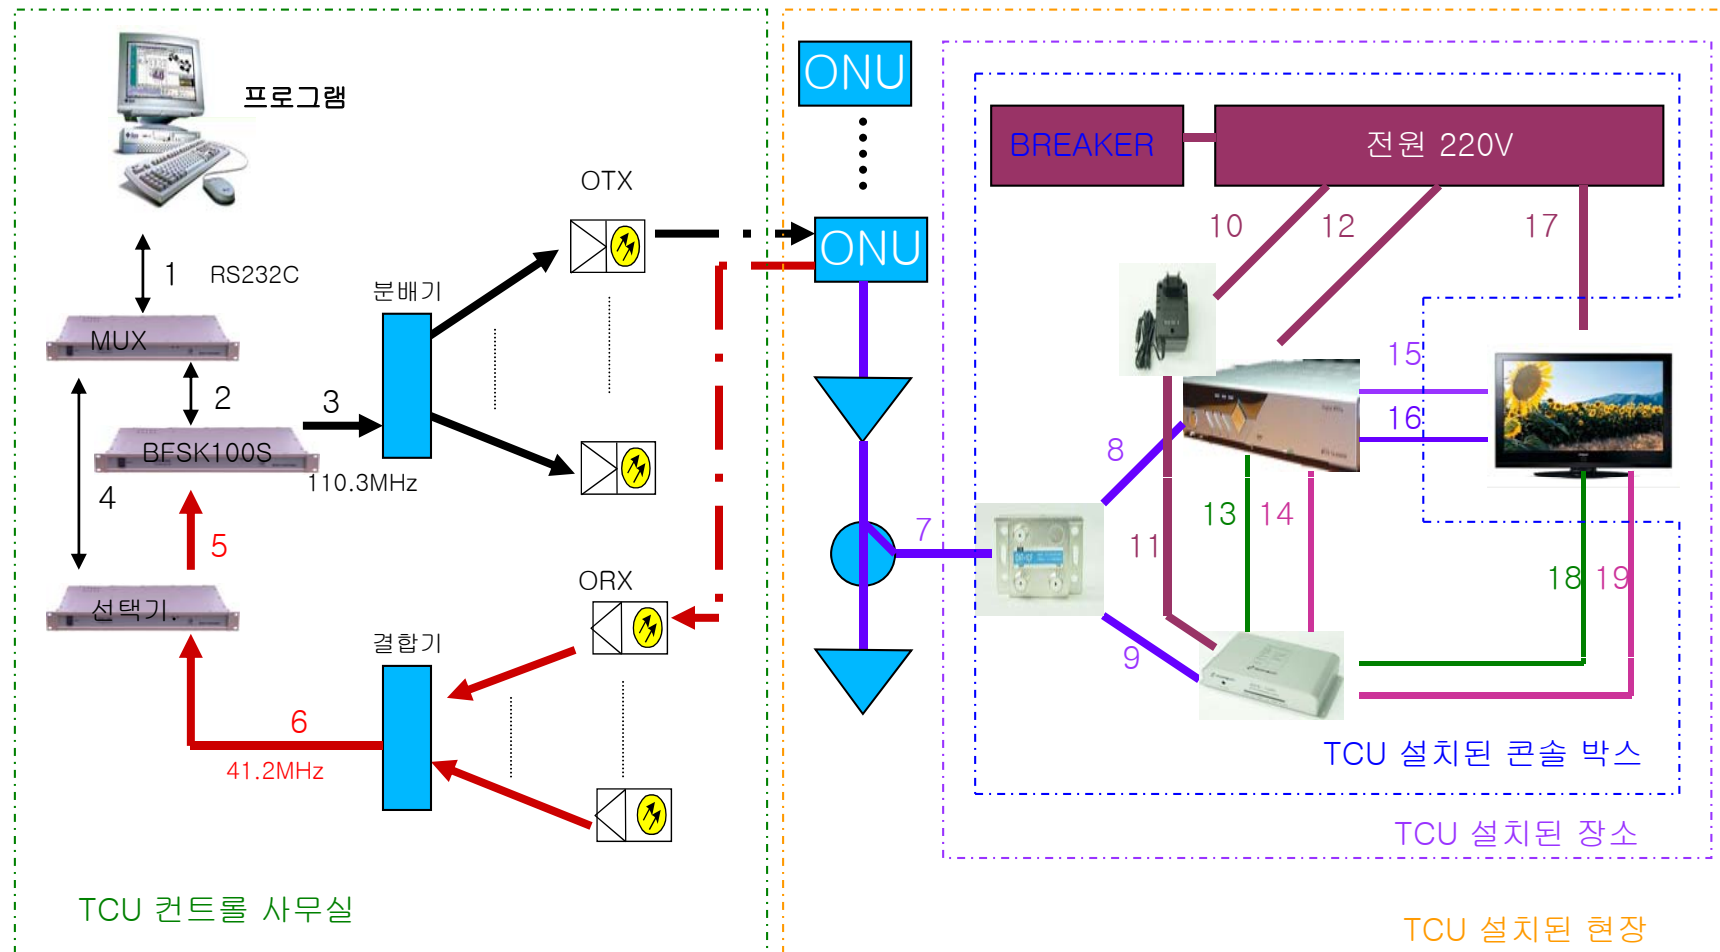 프로그램
1
RS232C
MUX
2
BFSK100S
110.3MHz
3
4
5
선택기.
6
41.2MHz
분배기
결합기
OTX
ORX
TCU 컨트롤 사무실
ONU
ONU
7
BREAKER
전원 220V
10
12
17
15
16
8
13
14
11
9
18
19
TCU 설치된 콘솔 박스
TCU 설치된 장소
TCU 설치된 현장